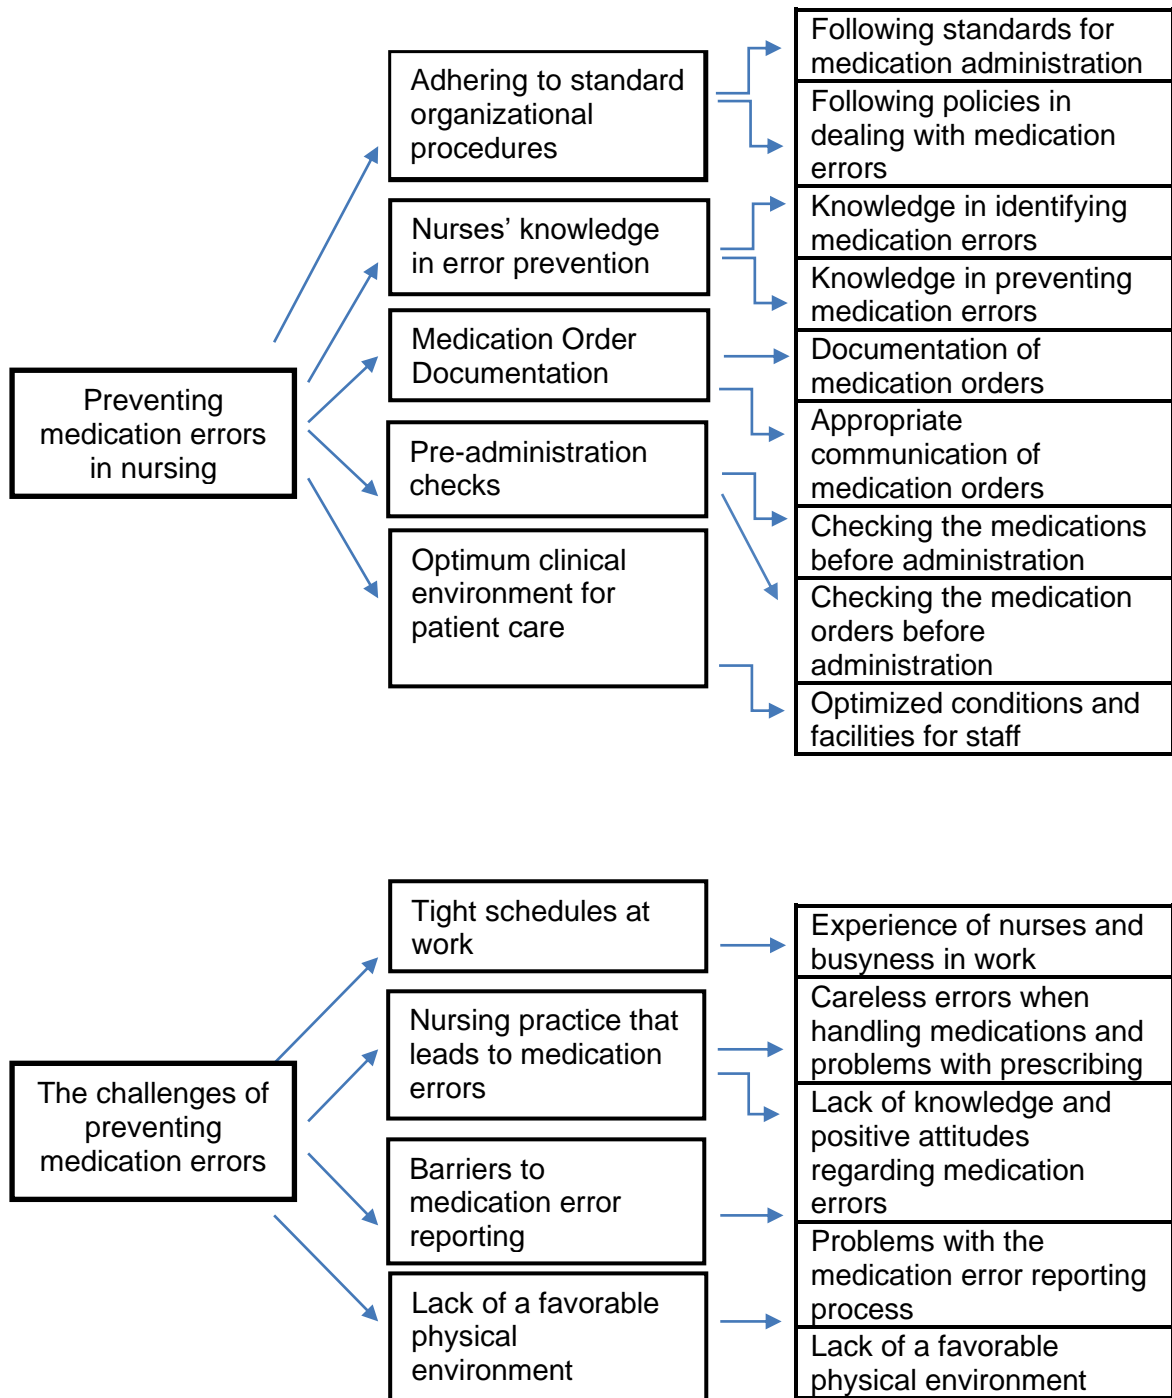 Preventing
medication errors
in nursing
Adhering to standard
organizational
procedures
Nurses’ knowledge
in error prevention
Medication Order
Documentation
Pre-administration
checks
Optimum clinical
environment for
patient care
Following standards for
medication administration
Following policies in
dealing with medication
errors
Knowledge in identifying
medication errors
Knowledge in preventing
medication errors
Documentation of
medication orders
Appropriate
communication of
medication orders
Checking the medications
before administration
Checking the medication
orders before
administration
Optimized conditions and
facilities for staff
The challenges of
preventing
medication errors
Tight schedules at
work
Nursing practice that
leads to medication
errors
Barriers to
medication error
reporting
Lack of a favorable
physical
environment
Experience of nurses and
busyness in work
Careless errors when
handling medications and
problems with prescribing
Lack of knowledge and
positive attitudes
regarding medication
errors
Problems with the
medication error reporting
process
Lack of a favorable
physical environment